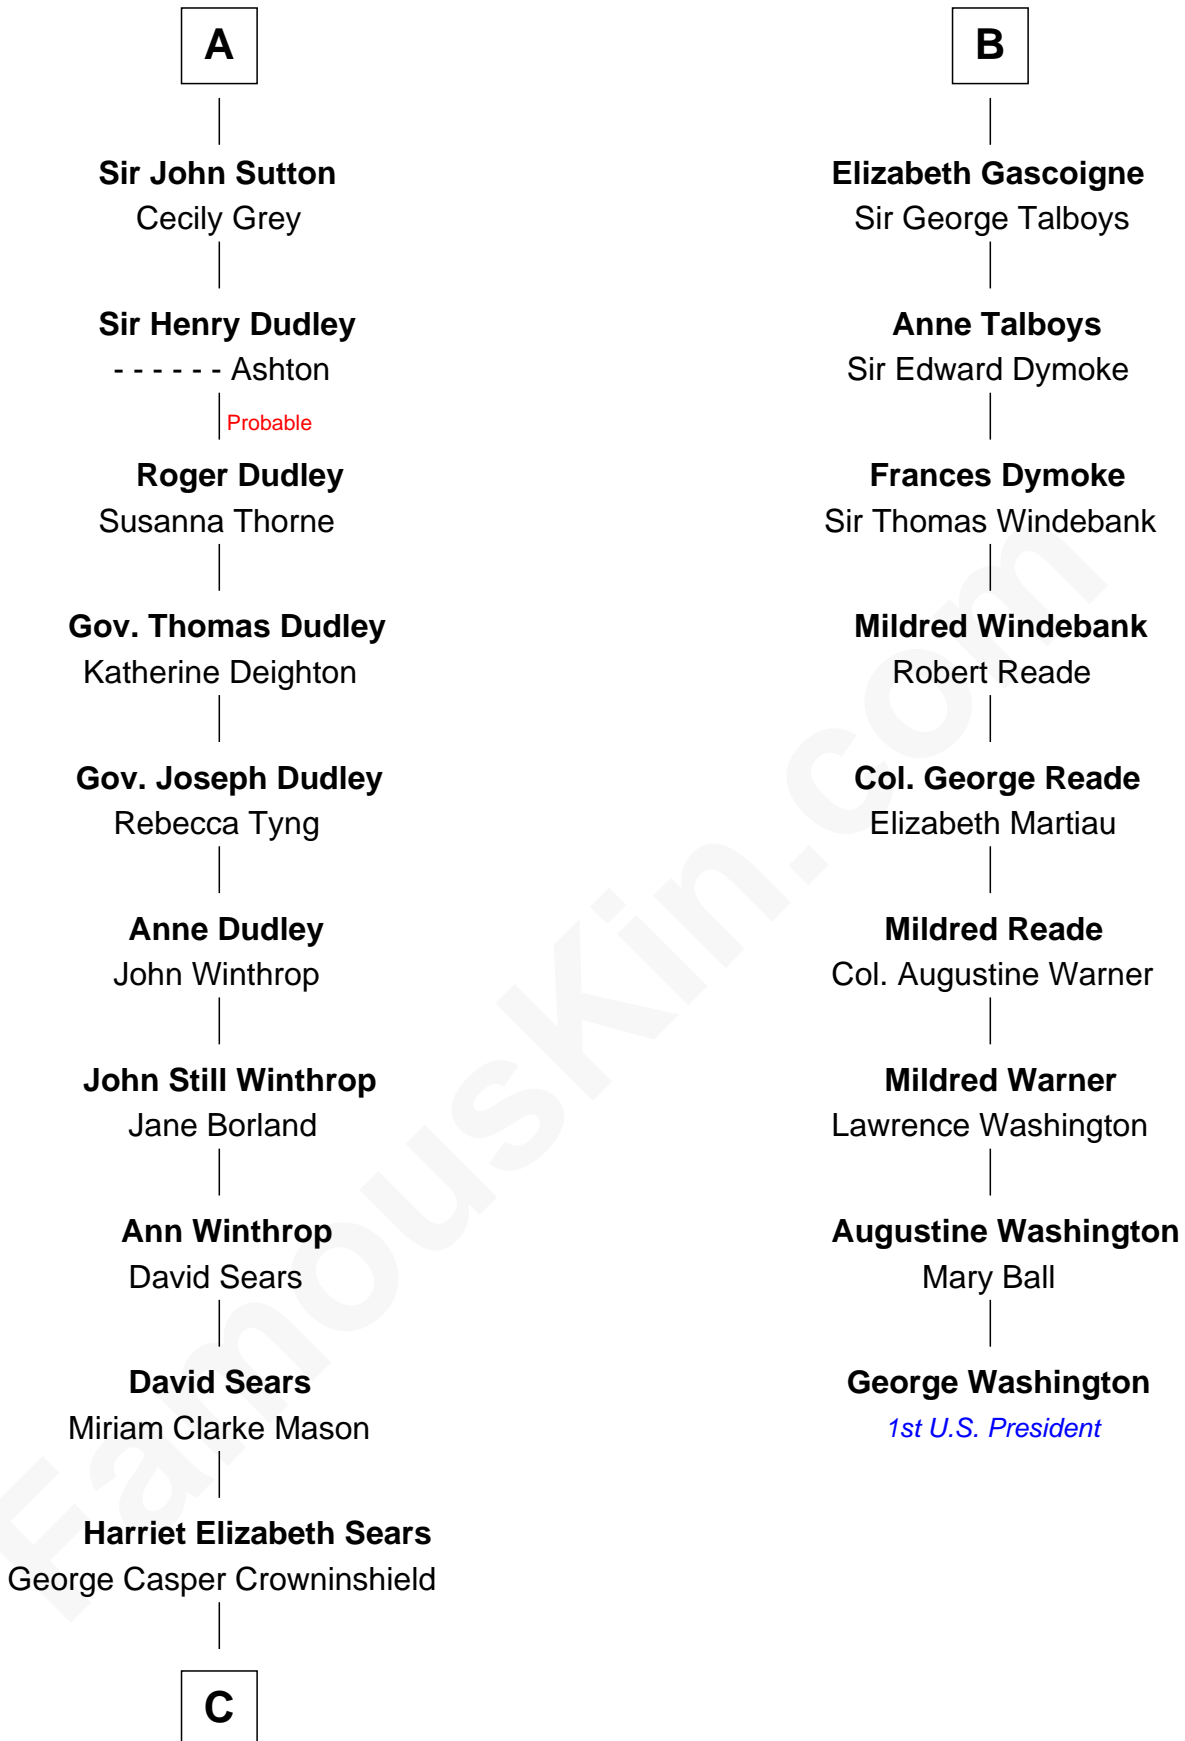 A
Sir John Sutton
Cecily Grey
Sir Henry Dudley
- - - - - - Ashton
Probable
Roger Dudley
Susanna Thorne
Gov. Thomas Dudley
Katherine Deighton
Gov. Joseph Dudley
Rebecca Tyng
Anne Dudley
John Winthrop
John Still Winthrop
Jane Borland
Ann Winthrop
David Sears
David Sears
Miriam Clarke Mason
Harriet Elizabeth Sears
George Casper Crowninshield
C
B
Elizabeth Gascoigne
Sir George Talboys
Anne Talboys
Sir Edward Dymoke
Frances Dymoke
Sir Thomas Windebank
Mildred Windebank
Robert Reade
Col. George Reade
Elizabeth Martiau
Mildred Reade
Col. Augustine Warner
Mildred Warner
Lawrence Washington
Augustine Washington
Mary Ball
George Washington
1st U.S. President
FamousKin.com